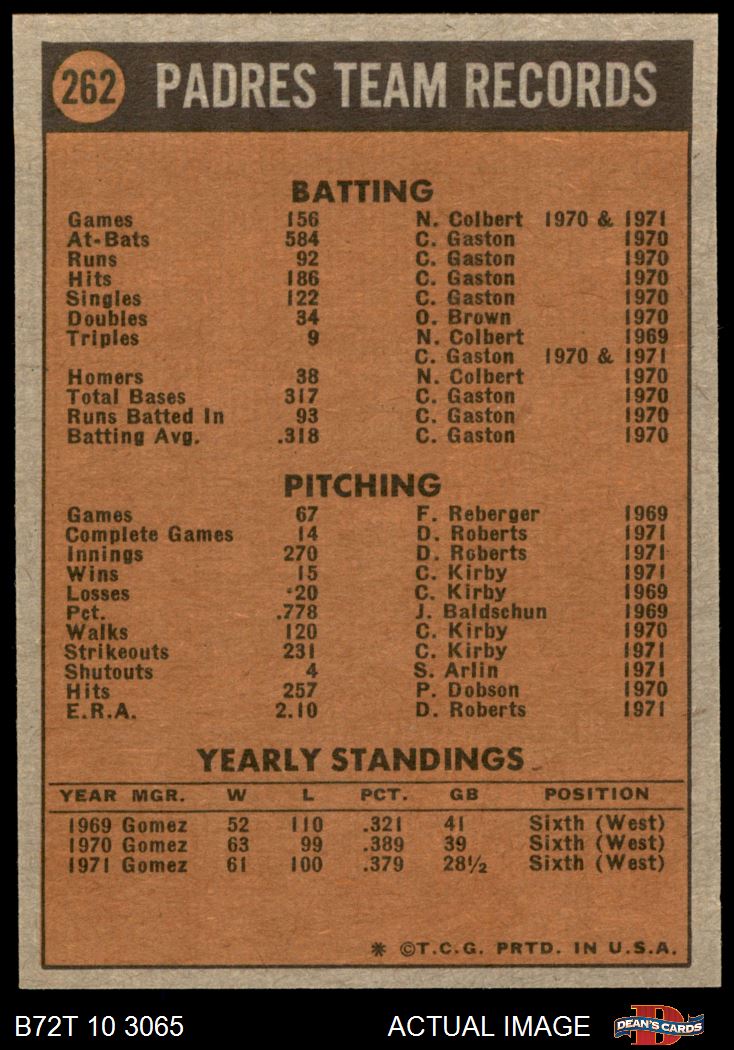 262 PADRES TEAM RECORDS
BATTING
Games 156 N. Colbert 1970 & 1971
At-Bats 584 C. Gaston 1970
Runs 92 C. Gaston 1970
Hits 186 C. Gaston 1970
Singles 122 C. Gaston 1970
Doubles 34 O. Brown 1970
Triples 9 N. Colbert 1969
C. Gaston 1970 & 1971
Homers 38 N. Colbert 1970
Total Bases 317 C. Gaston 1970
Runs Batted In 93 C. Gaston 1970
Batting Avg. .318 C. Gaston 1970
PITCHING
Games 67 F. Reberger 1969
Complete Games 14 D. Roberts 1971
Innings 270 D. Roberts 1971
Wins 15 C. Kirby 1971
Losses 20 C. Kirby 1969
Pct. .778 J. Baldschun 1969
Walks 120 C. Kirby 1970
Strikeouts 231 C. Kirby 1971
Shutouts 4 S. Arlin 1971
Hits 257 P. Dobson 1970
E.R.A. 2.10 D. Roberts 1971
YEARLY STANDINGS
YEAR MGR. W L PCT. GB POSITION
1969 Gomez 52 110 .321 41 Sixth (West)
1970 Gomez 63 99 .389 39 Sixth (West)
1971 Gomez 61 100 .379 28½ Sixth (West)
* ©T.C.G. PRTD. IN U.S.A.
B72T 10 3065 ACTUAL IMAGE DEAN'S CARDS